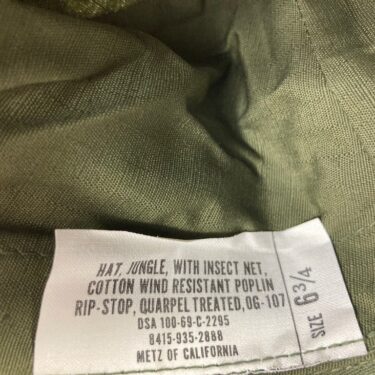 HAT, JUNGLE, WITH INSECT NET,
COTTON WIND RESISTANT POPLIN
RIP-STOP, QUARPEL TREATED, OG-107
DSA 100-69-C-2295
8415-935-2888
METZ OF CALIFORNIA
SIZE 6 3/4